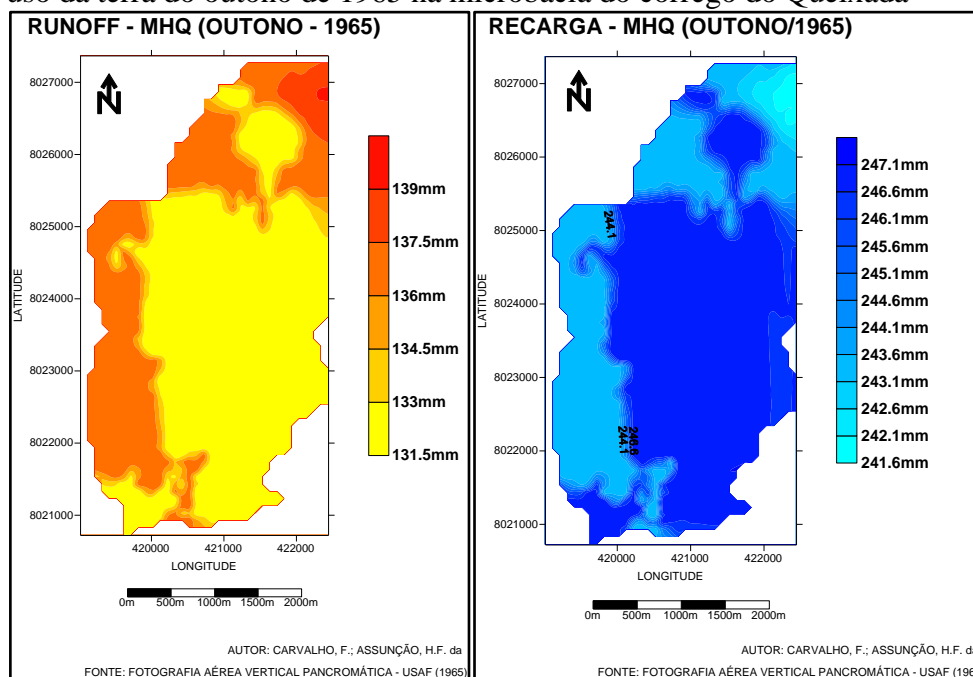 uso da terra do outono de 1965 na microbacia do córrego do Queixada
RUNOFF - MHQ (OUTONO - 1965)
N
8027000
8026000
8025000
8024000
8023000
8022000
8021000
LATITUDE
420000 421000 422000
LONGITUDE
139mm
137.5mm
136mm
134.5mm
133mm
131.5mm
0m 500m 1000m 1500m 2000m
AUTOR: CARVALHO, F.; ASSUNÇÃO, H.F. da
FONTE: FOTOGRAFIA AÉREA VERTICAL PANCROMÁTICA - USAF (1965)
RECARGA - MHQ (OUTONO/1965)
N
8027000
8026000
8025000
8024000
8023000
8022000
8021000
LATITUDE
244.1
244.1
246.6
420000 421000 422000
LONGITUDE
247.1mm
246.6mm
246.1mm
245.6mm
245.1mm
244.6mm
244.1mm
243.6mm
243.1mm
242.6mm
242.1mm
241.6mm
0m 500m 1000m 1500m 2000m
AUTOR: CARVALHO, F.; ASSUNÇÃO, H.F. da
FONTE: FOTOGRAFIA AÉREA VERTICAL PANCROMÁTICA - USAF (196